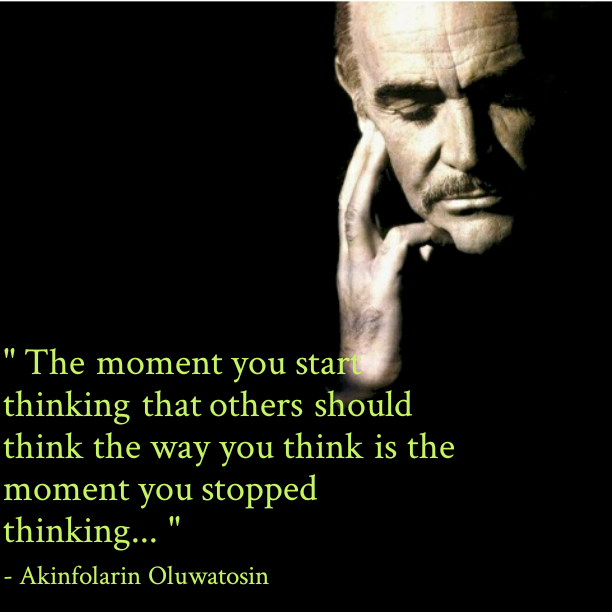 " The moment you start
thinking that others should
think the way you think is the
moment you stopped
thinking... "
- Akinfolarin Oluwatosin